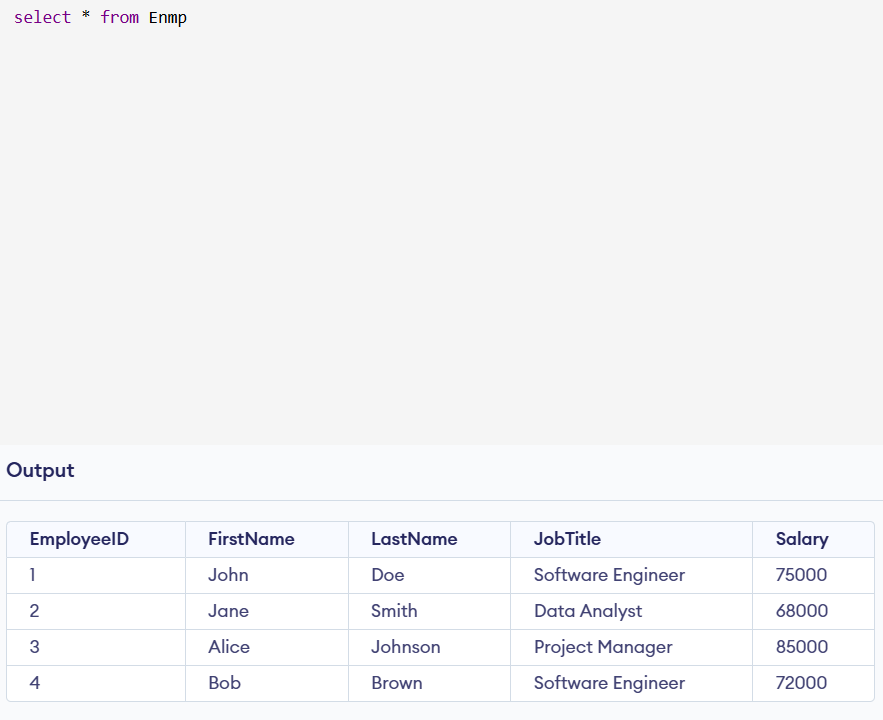 select * from Enmp
Output
EmployeeID FirstName LastName JobTitle Salary
1 John Doe Software Engineer 75000
2 Jane Smith Data Analyst 68000
3 Alice Johnson Project Manager 85000
4 Bob Brown Software Engineer 72000